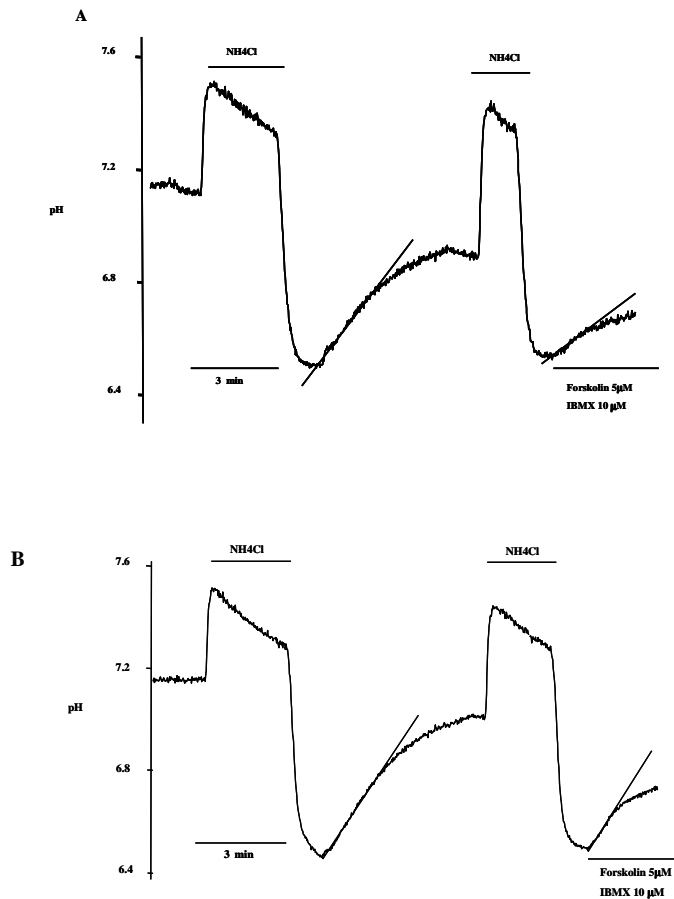 A
7.6
NH4Cl
NH4Cl
7.2
pH
6.8
3 min
6.4
Forskolin 5µM
IBMX 10 µM
B
7.6
NH4Cl
NH4Cl
7.2
pH
6.8
3 min
6.4
Forskolin 5µM
IBMX 10 µM